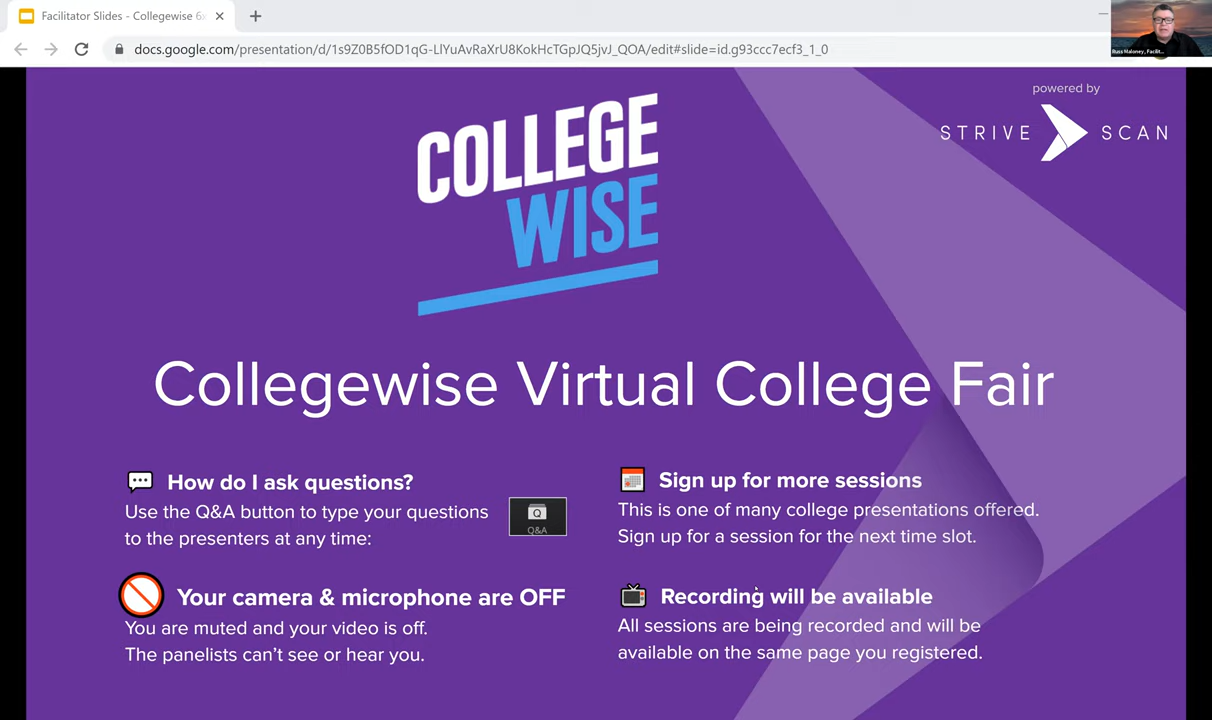 Facilitator Slides - Collegewise 6x
docs.google.com/presentation/d/1s9Z0B5fOD1qG-LlYuAvRaXrU8KokHcTGpJQ5jvJ_QOA/edit#slide=id.g93ccc7ecf3_1_0
Russ Maloney, Facilit...
powered by
STRIVE SCAN
COLLEGE
WISE
Collegewise Virtual College Fair
How do I ask questions?
Use the Q&A button to type your questions
to the presenters at any time:
Q
Q&A
Your camera & microphone are OFF
You are muted and your video is off.
The panelists can't see or hear you.
Sign up for more sessions
This is one of many college presentations offered.
Sign up for a session for the next time slot.
Recording will be available
All sessions are being recorded and will be
available on the same page you registered.